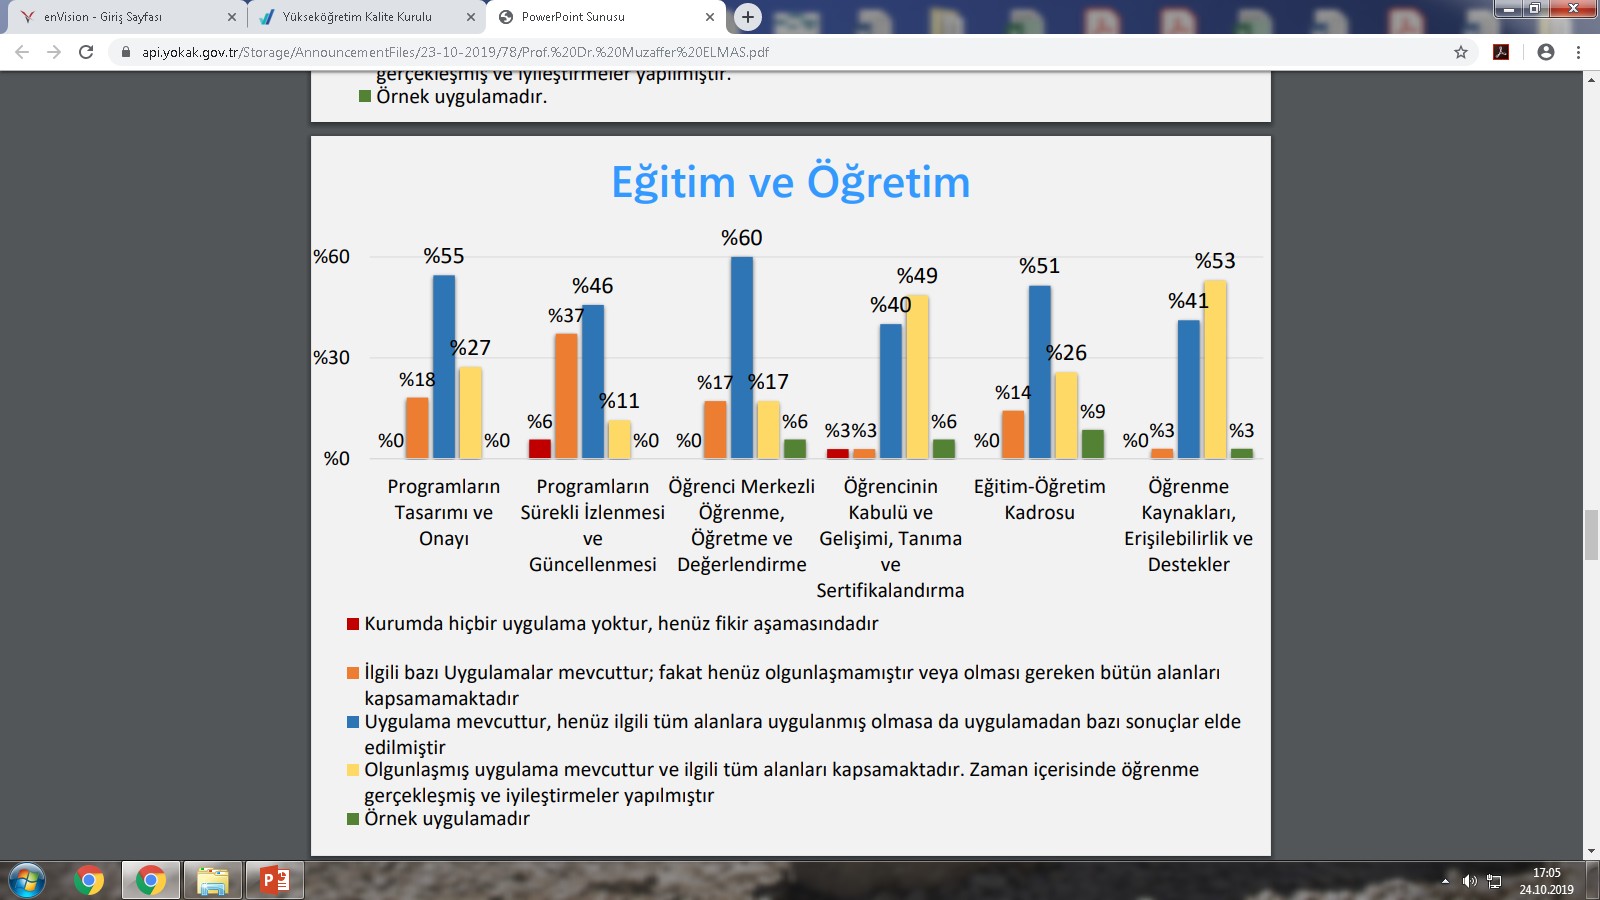 enVision - Giriş Sayfası
Yükseköğretim Kalite Kurulu
PowerPoint Sunusu
api.yokak.gov.tr/Storage/AnnouncementFiles/23-10-2019/78/Prof.%20Dr.%20Muzaffer%20ELMAS.pdf
gerçekleşmiş ve iyileştirmeler yapılmıştır.
Örnek uygulamadır.
Eğitim ve Öğretim
%60
%30
%0
%0 %18 %55 %27 %0
%6 %37 %46 %11 %0
%0 %17 %60 %17 %6
%3 %3 %40 %49 %6
%0 %14 %51 %26 %9
%0 %3 %41 %53 %3
Programların
Tasarımı ve
Onayı
Programların
Sürekli İzlenmesi
ve
Güncellenmesi
Öğrenci Merkezli
Öğrenme,
Öğretme ve
Değerlendirme
Öğrencinin
Kabulü ve
Gelişimi, Tanıma
ve
Sertifikalandırma
Eğitim-Öğretim
Kadrosu
Öğrenme
Kaynakları,
Erişilebilirlik ve
Destekler
Kurumda hiçbir uygulama yoktur, henüz fikir aşamasındadır
İlgili bazı Uygulamalar mevcuttur; fakat henüz olgunlaşmamıştır veya olması gereken bütün alanları
kapsamamaktadır
Uygulama mevcuttur, henüz ilgili tüm alanlara uygulanmış olmasa da uygulamadan bazı sonuçlar elde
edilmiştir
Olgunlaşmış uygulama mevcuttur ve ilgili tüm alanları kapsamaktadır. Zaman içerisinde öğrenme
gerçekleşmiş ve iyileştirmeler yapılmıştır
Örnek uygulamadır
17:05
24.10.2019